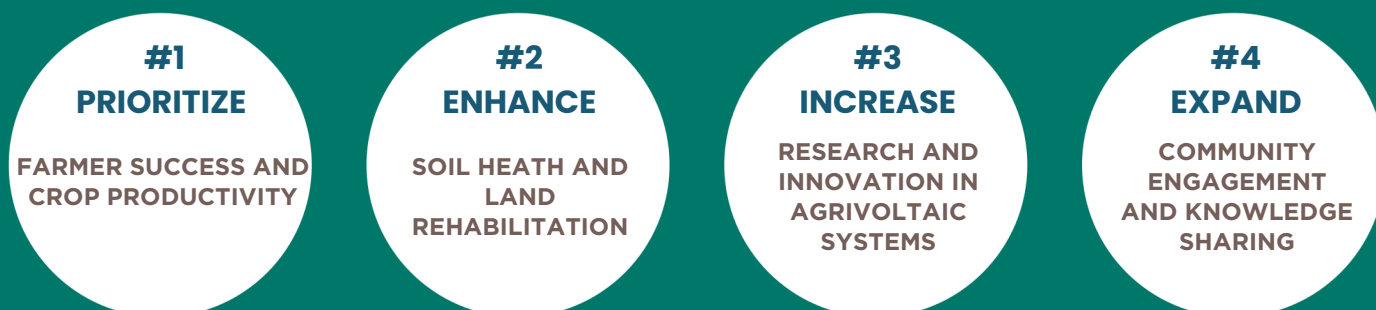 #1
PRIORITIZE
FARMER SUCCESS AND
CROP PRODUCTIVITY
#2
ENHANCE
SOIL HEATH AND
LAND
REHABILITATION
#3
INCREASE
RESEARCH AND
INNOVATION IN
AGRIVOLTAIC
SYSTEMS
#4
EXPAND
COMMUNITY
ENGAGEMENT
AND KNOWLEDGE
SHARING